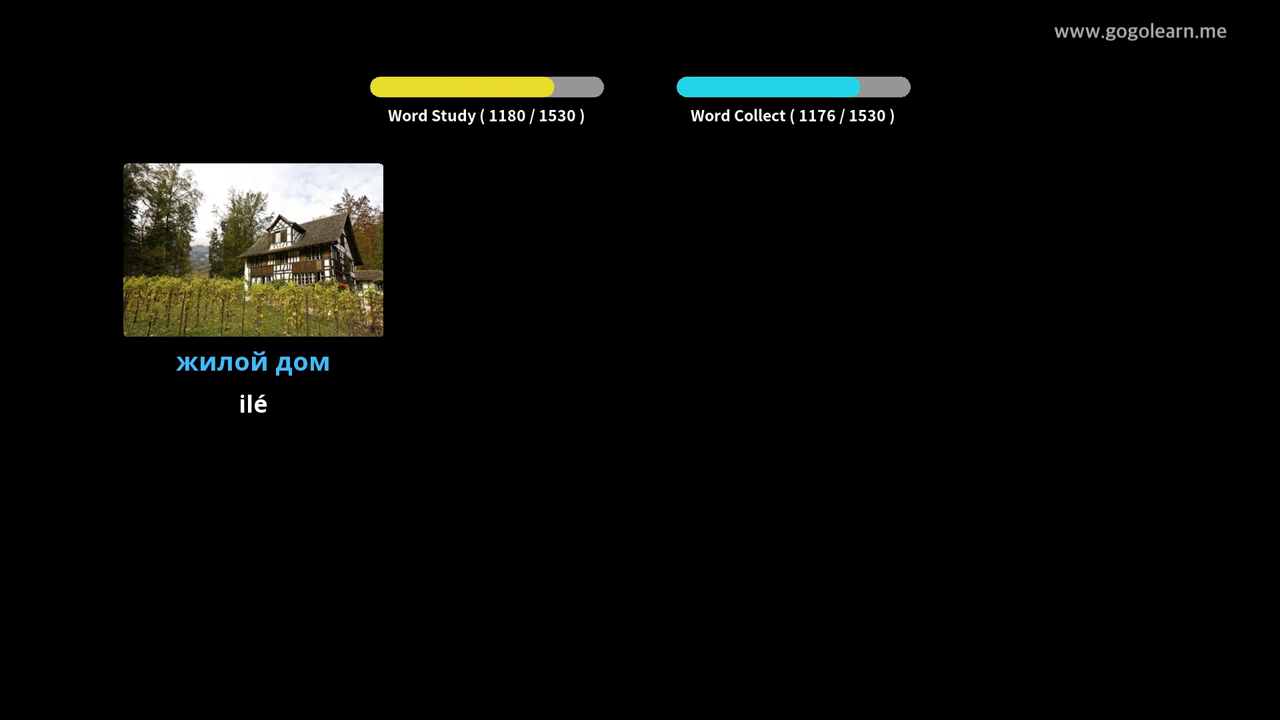 www.gogolearn.me
Word Study ( 1180 / 1530 )
Word Collect ( 1176 / 1530 )
жилой дом
ilé